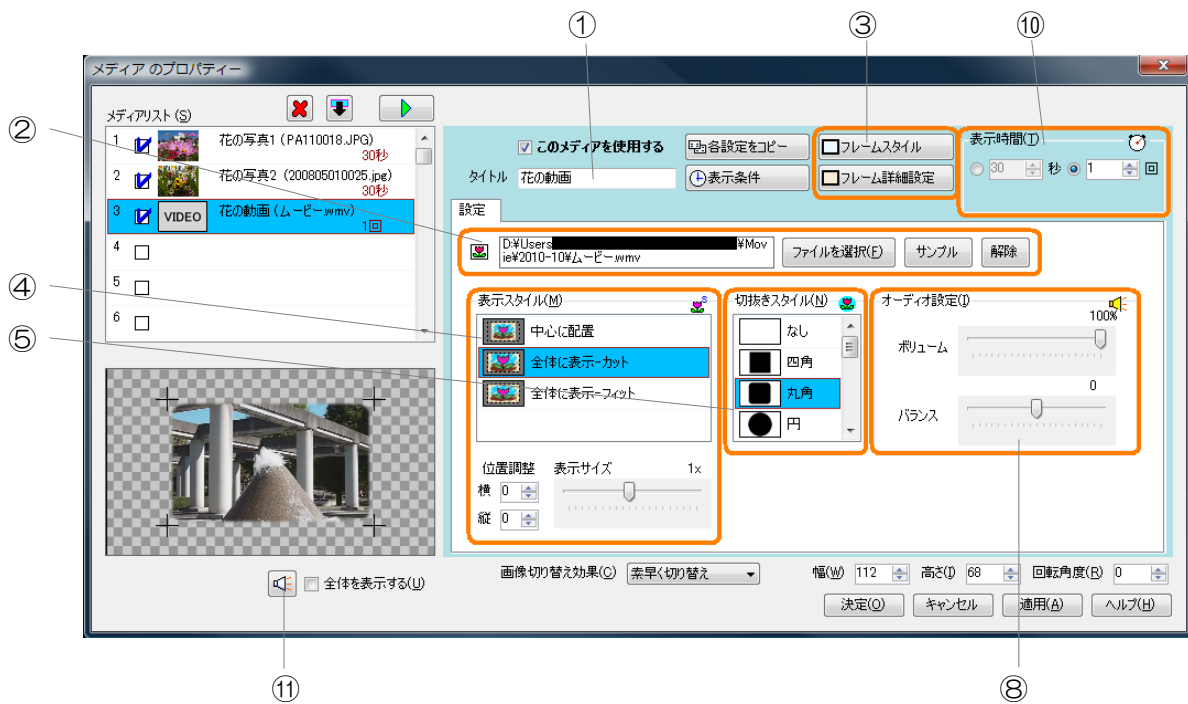 ① ③ ⑩
メディア のプロパティー
メディアリスト (S)
②
1 花の写真1 (PA110018.JPG)
30秒
2 花の写真2 (200805010025.jpg)
30秒
3 VIDEO 花の動画 (ムービー.wmv)
1回
4
5
6
このメディアを使用する
各設定をコピー
フレームスタイル
表示時間(T)
30 秒 1 回
タイトル 花の動画
表示条件
フレーム詳細設定
設定
D:¥Users ¥Mov
ie¥2010-10¥ムービー.wmv
ファイルを選択(F) サンプル 解除
④
⑤
表示スタイル(M)
S
中心に配置
全体に表示-カット
全体に表示-フィット
位置調整 表示サイズ 1x
横 0
縦 0
切抜きスタイル(N)
なし
四角
丸角
円
オーディオ設定(I)
100%
ボリューム
0
バランス
全体を表示する(U)
画像切り替え効果(C) 素早く切り替え
幅(W) 112 高さ(I) 68 回転角度(R) 0
決定(O) キャンセル 適用(A) ヘルプ(H)
⑪ ⑧